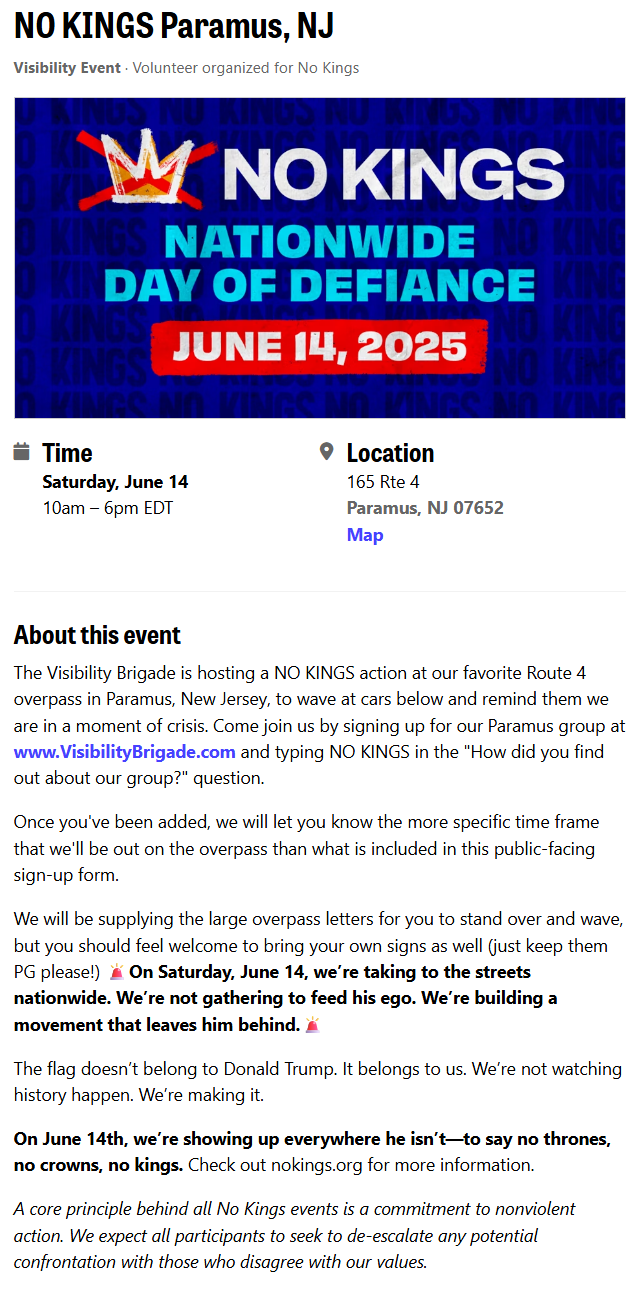 NO KINGS Paramus, NJ
Visibility Event · Volunteer organized for No Kings
NO KINGS
NATIONWIDE
DAY OF DEFIANCE
JUNE 14, 2025
Time
Saturday, June 14
10am – 6pm EDT
Location
165 Rte 4
Paramus, NJ 07652
Map
About this event
The Visibility Brigade is hosting a NO KINGS action at our favorite Route 4
overpass in Paramus, New Jersey, to wave at cars below and remind them we
are in a moment of crisis. Come join us by signing up for our Paramus group at
www.VisibilityBrigade.com and typing NO KINGS in the "How did you find
out about our group?" question.
Once you've been added, we will let you know the more specific time frame
that we'll be out on the overpass than what is included in this public-facing
sign-up form.
We will be supplying the large overpass letters for you to stand over and wave,
but you should feel welcome to bring your own signs as well (just keep them
PG please!) 🚨 On Saturday, June 14, we’re taking to the streets
nationwide. We’re not gathering to feed his ego. We’re building a
movement that leaves him behind. 🚨
The flag doesn’t belong to Donald Trump. It belongs to us. We’re not watching
history happen. We’re making it.
On June 14th, we’re showing up everywhere he isn’t—to say no thrones,
no crowns, no kings. Check out nokings.org for more information.
A core principle behind all No Kings events is a commitment to nonviolent
action. We expect all participants to seek to de-escalate any potential
confrontation with those who disagree with our values.